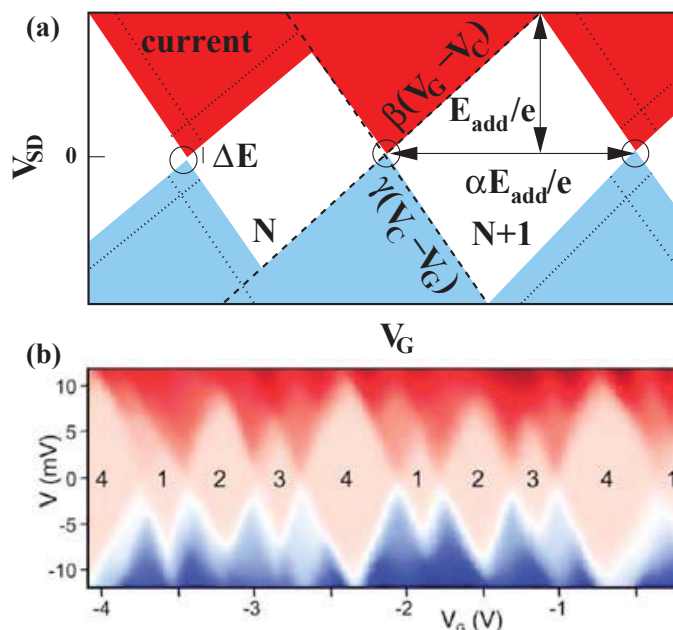 (a)
current
β(V_G −V_C)
E_add/e
V_SD
0
ΔE
αE_add/e
γ(V_C −V_G)
N
N+1
V_G
(b)
10
5
0
-5
-10
V (mV)
4 1 2 3 4 1 2 3 4 1
-4 -3 -2 -1
V_G (V)